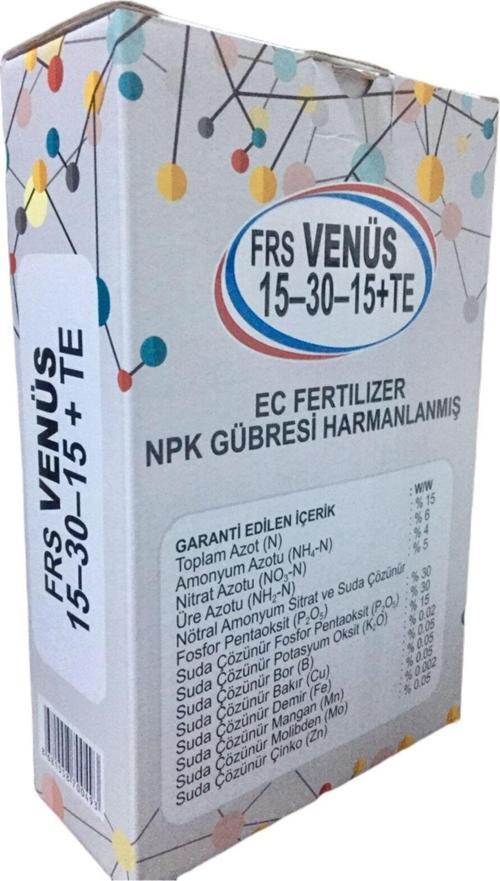 FRS VENÜS
15–30–15+TE
EC FERTILIZER
NPK GÜBRESİ HARMANLANMIŞ
GARANTİ EDİLEN İÇERİK : W/W
Toplam Azot (N) : % 15
Amonyum Azotu (NH₄-N) : % 6
Nitrat Azotu (NO₃-N) : % 4
Üre Azotu (NH₂-N) : % 5
Nötral Amonyum Sitrat ve Suda Çözünür
Fosfor Pentaoksit (P₂O₅) : % 30
Suda Çözünür Fosfor Pentaoksit (P₂O₅) : % 30
Suda Çözünür Potasyum Oksit (K₂O) : % 15
Suda Çözünür Bor (B) : % 0.02
Suda Çözünür Bakır (Cu) : % 0.05
Suda Çözünür Demir (Fe) : % 0.05
Suda Çözünür Mangan (Mn) : % 0.05
Suda Çözünür Molibden (Mo) : % 0.002
Suda Çözünür Çinko (Zn) : % 0.05
FRS VENÜS
15–30–15 + TE